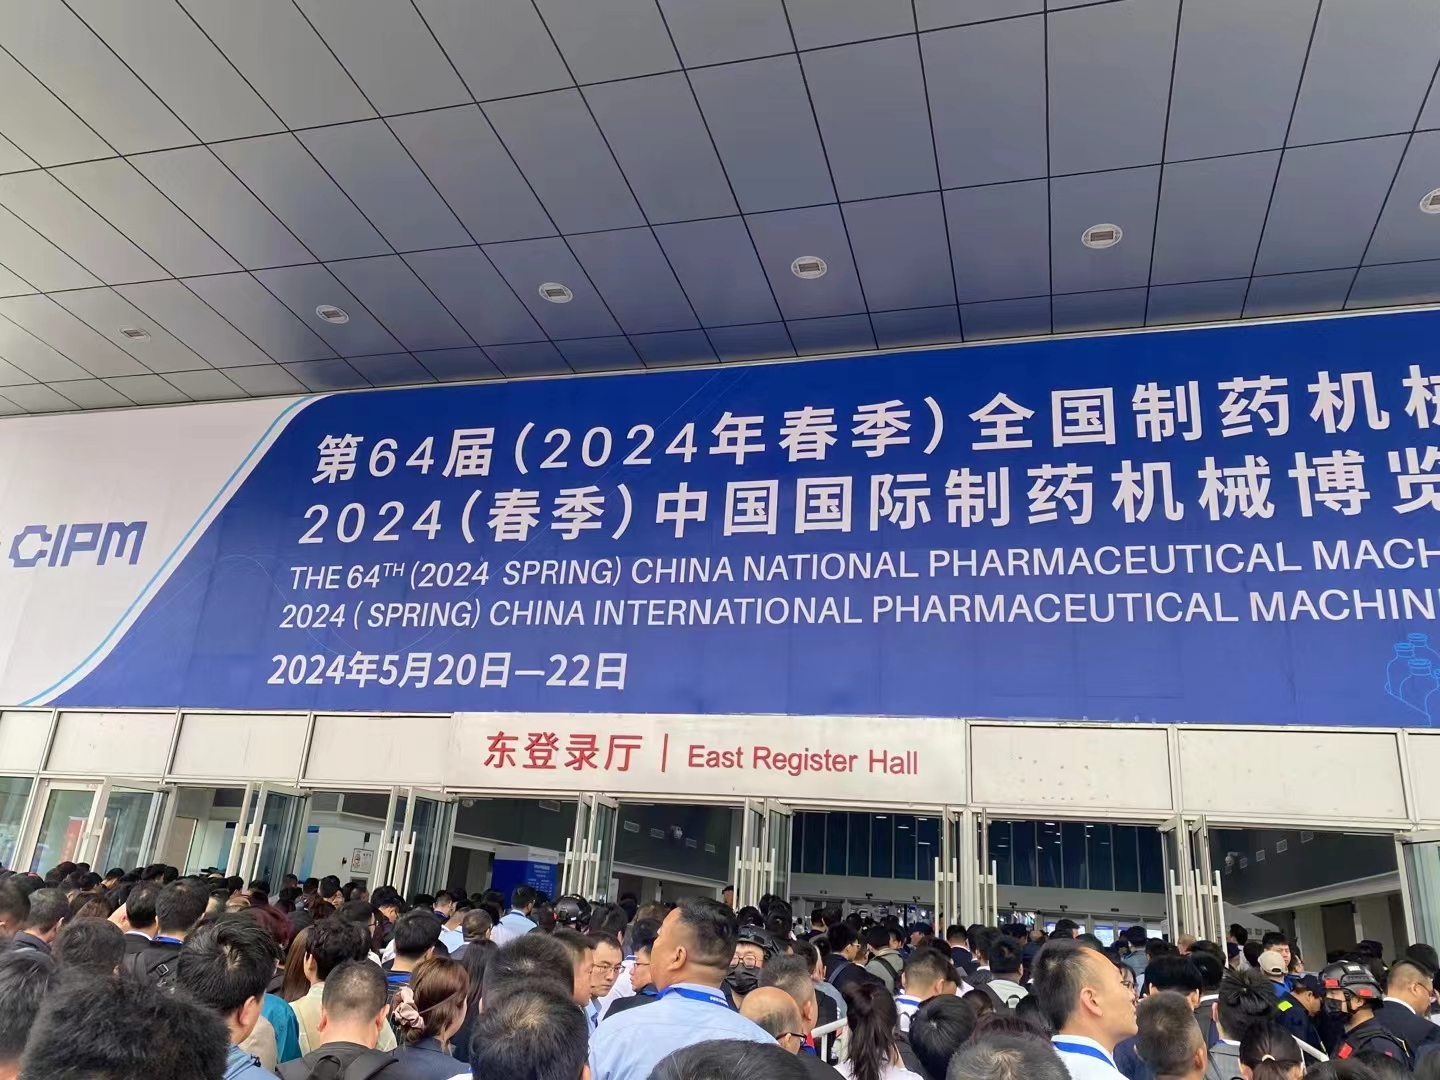 CIPM
第64届（2024年春季）全国制药机械
2024（春季）中国国际制药机械博览
THE 64TH (2024 SPRING) CHINA NATIONAL PHARMACEUTICAL MACH
2024 ( SPRING) CHINA INTERNATIONAL PHARMACEUTICAL MACHIN
2024年5月20日—22日
东登录厅 | East Register Hall